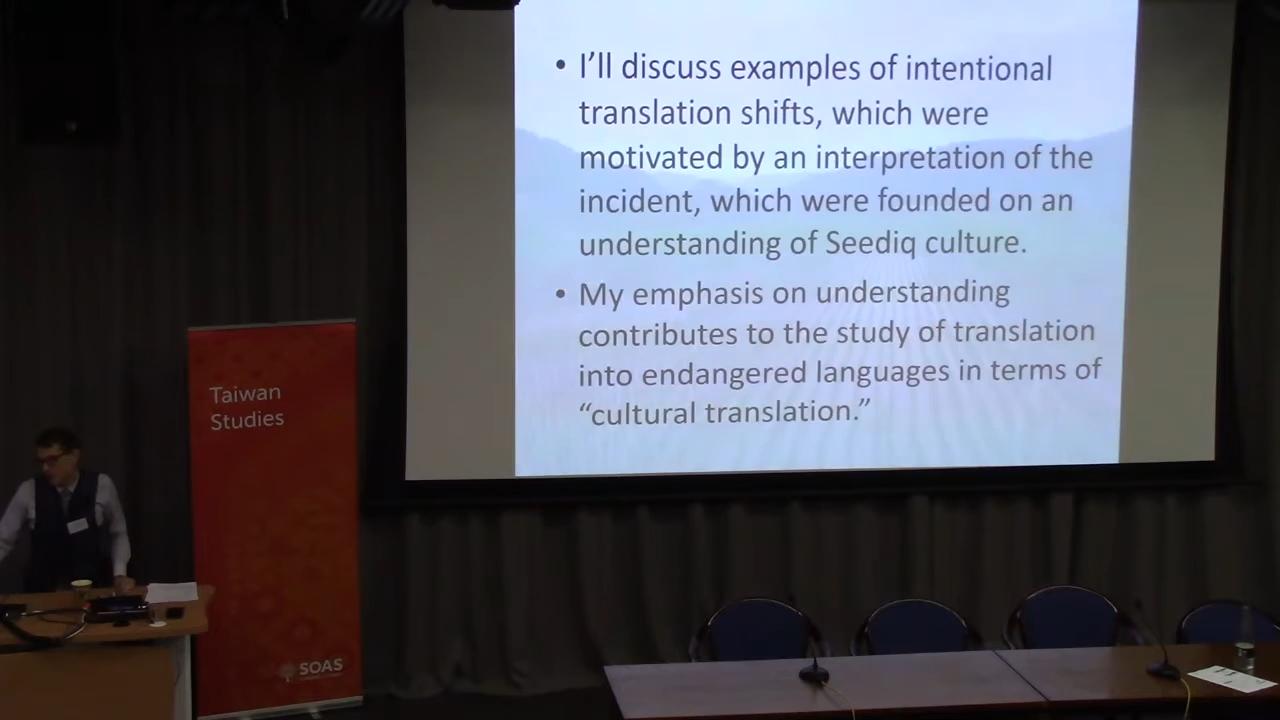 • I'll discuss examples of intentional
translation shifts, which were
motivated by an interpretation of the
incident, which were founded on an
understanding of Seediq culture.
• My emphasis on understanding
contributes to the study of translation
into endangered languages in terms of
“cultural translation.”
Taiwan
Studies
SOAS